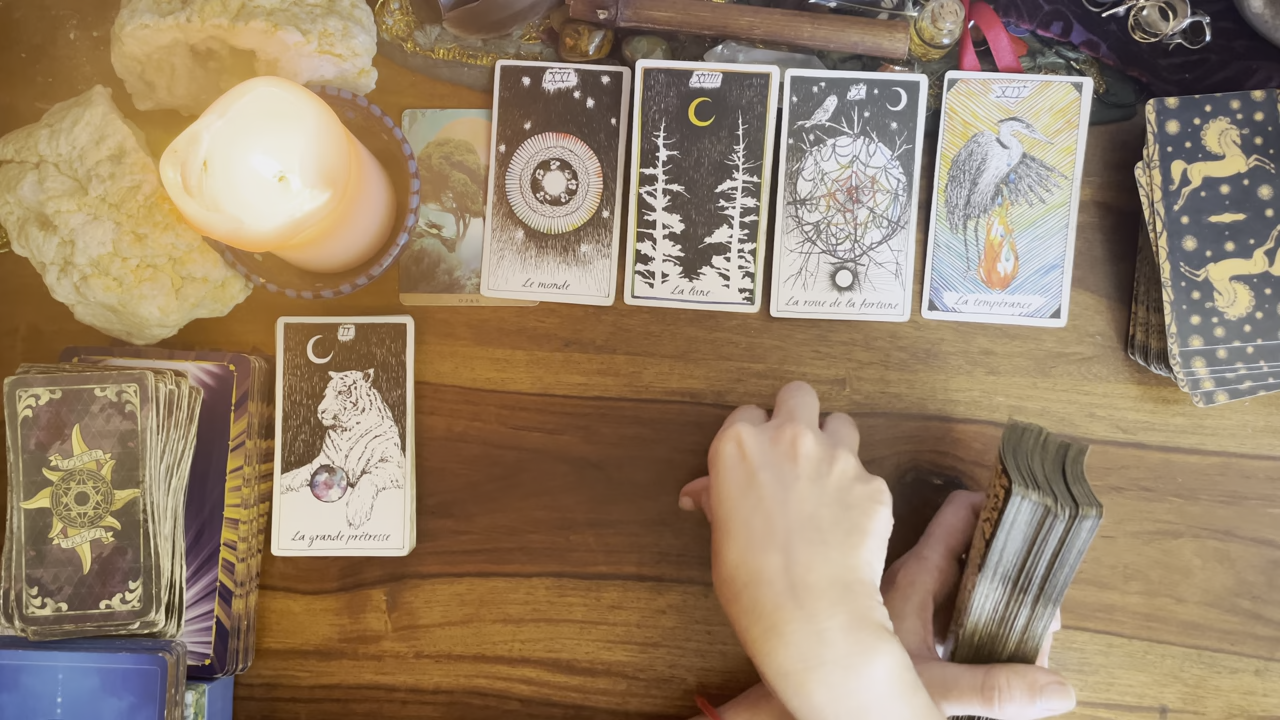 XXI
Le monde
XVIII
La lune
X
La roue de la fortune
XIV
La tempérance
II
La grande prêtresse